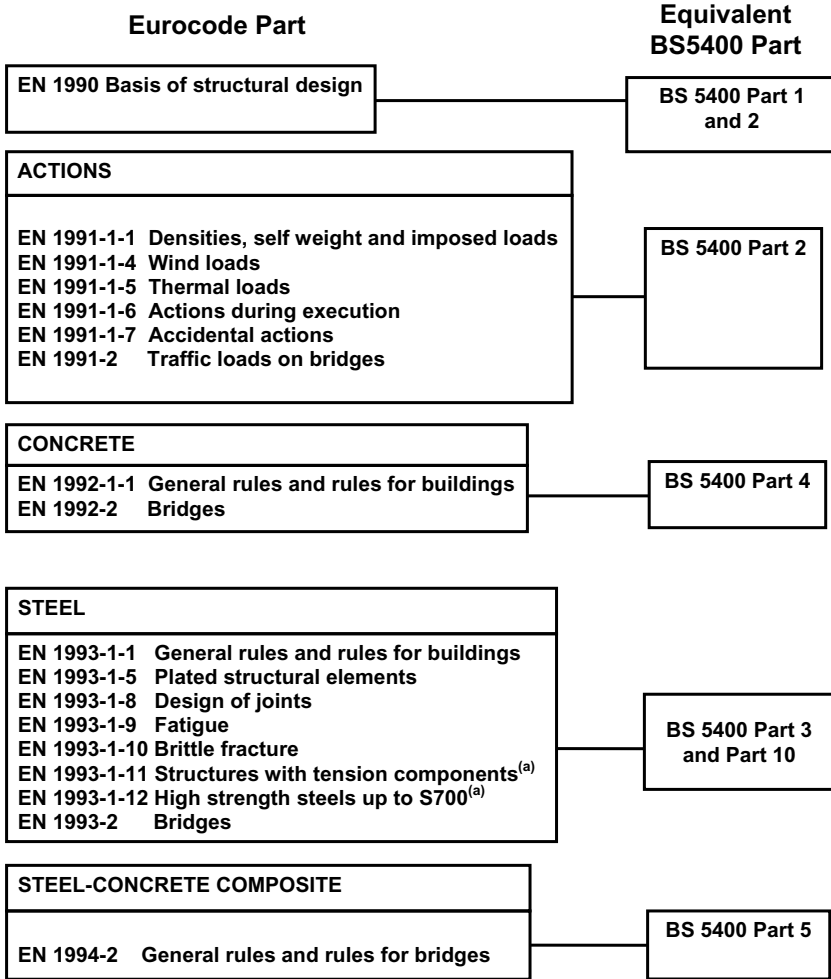 Eurocode Part
Equivalent
BS5400 Part
EN 1990 Basis of structural design
BS 5400 Part 1
and 2
ACTIONS
EN 1991-1-1 Densities, self weight and imposed loads
EN 1991-1-4 Wind loads
EN 1991-1-5 Thermal loads
EN 1991-1-6 Actions during execution
EN 1991-1-7 Accidental actions
EN 1991-2 Traffic loads on bridges
BS 5400 Part 2
CONCRETE
EN 1992-1-1 General rules and rules for buildings
EN 1992-2 Bridges
BS 5400 Part 4
STEEL
EN 1993-1-1 General rules and rules for buildings
EN 1993-1-5 Plated structural elements
EN 1993-1-8 Design of joints
EN 1993-1-9 Fatigue
EN 1993-1-10 Brittle fracture
EN 1993-1-11 Structures with tension components(a)
EN 1993-1-12 High strength steels up to S700(a)
EN 1993-2 Bridges
BS 5400 Part 3
and Part 10
STEEL-CONCRETE COMPOSITE
EN 1994-2 General rules and rules for bridges
BS 5400 Part 5